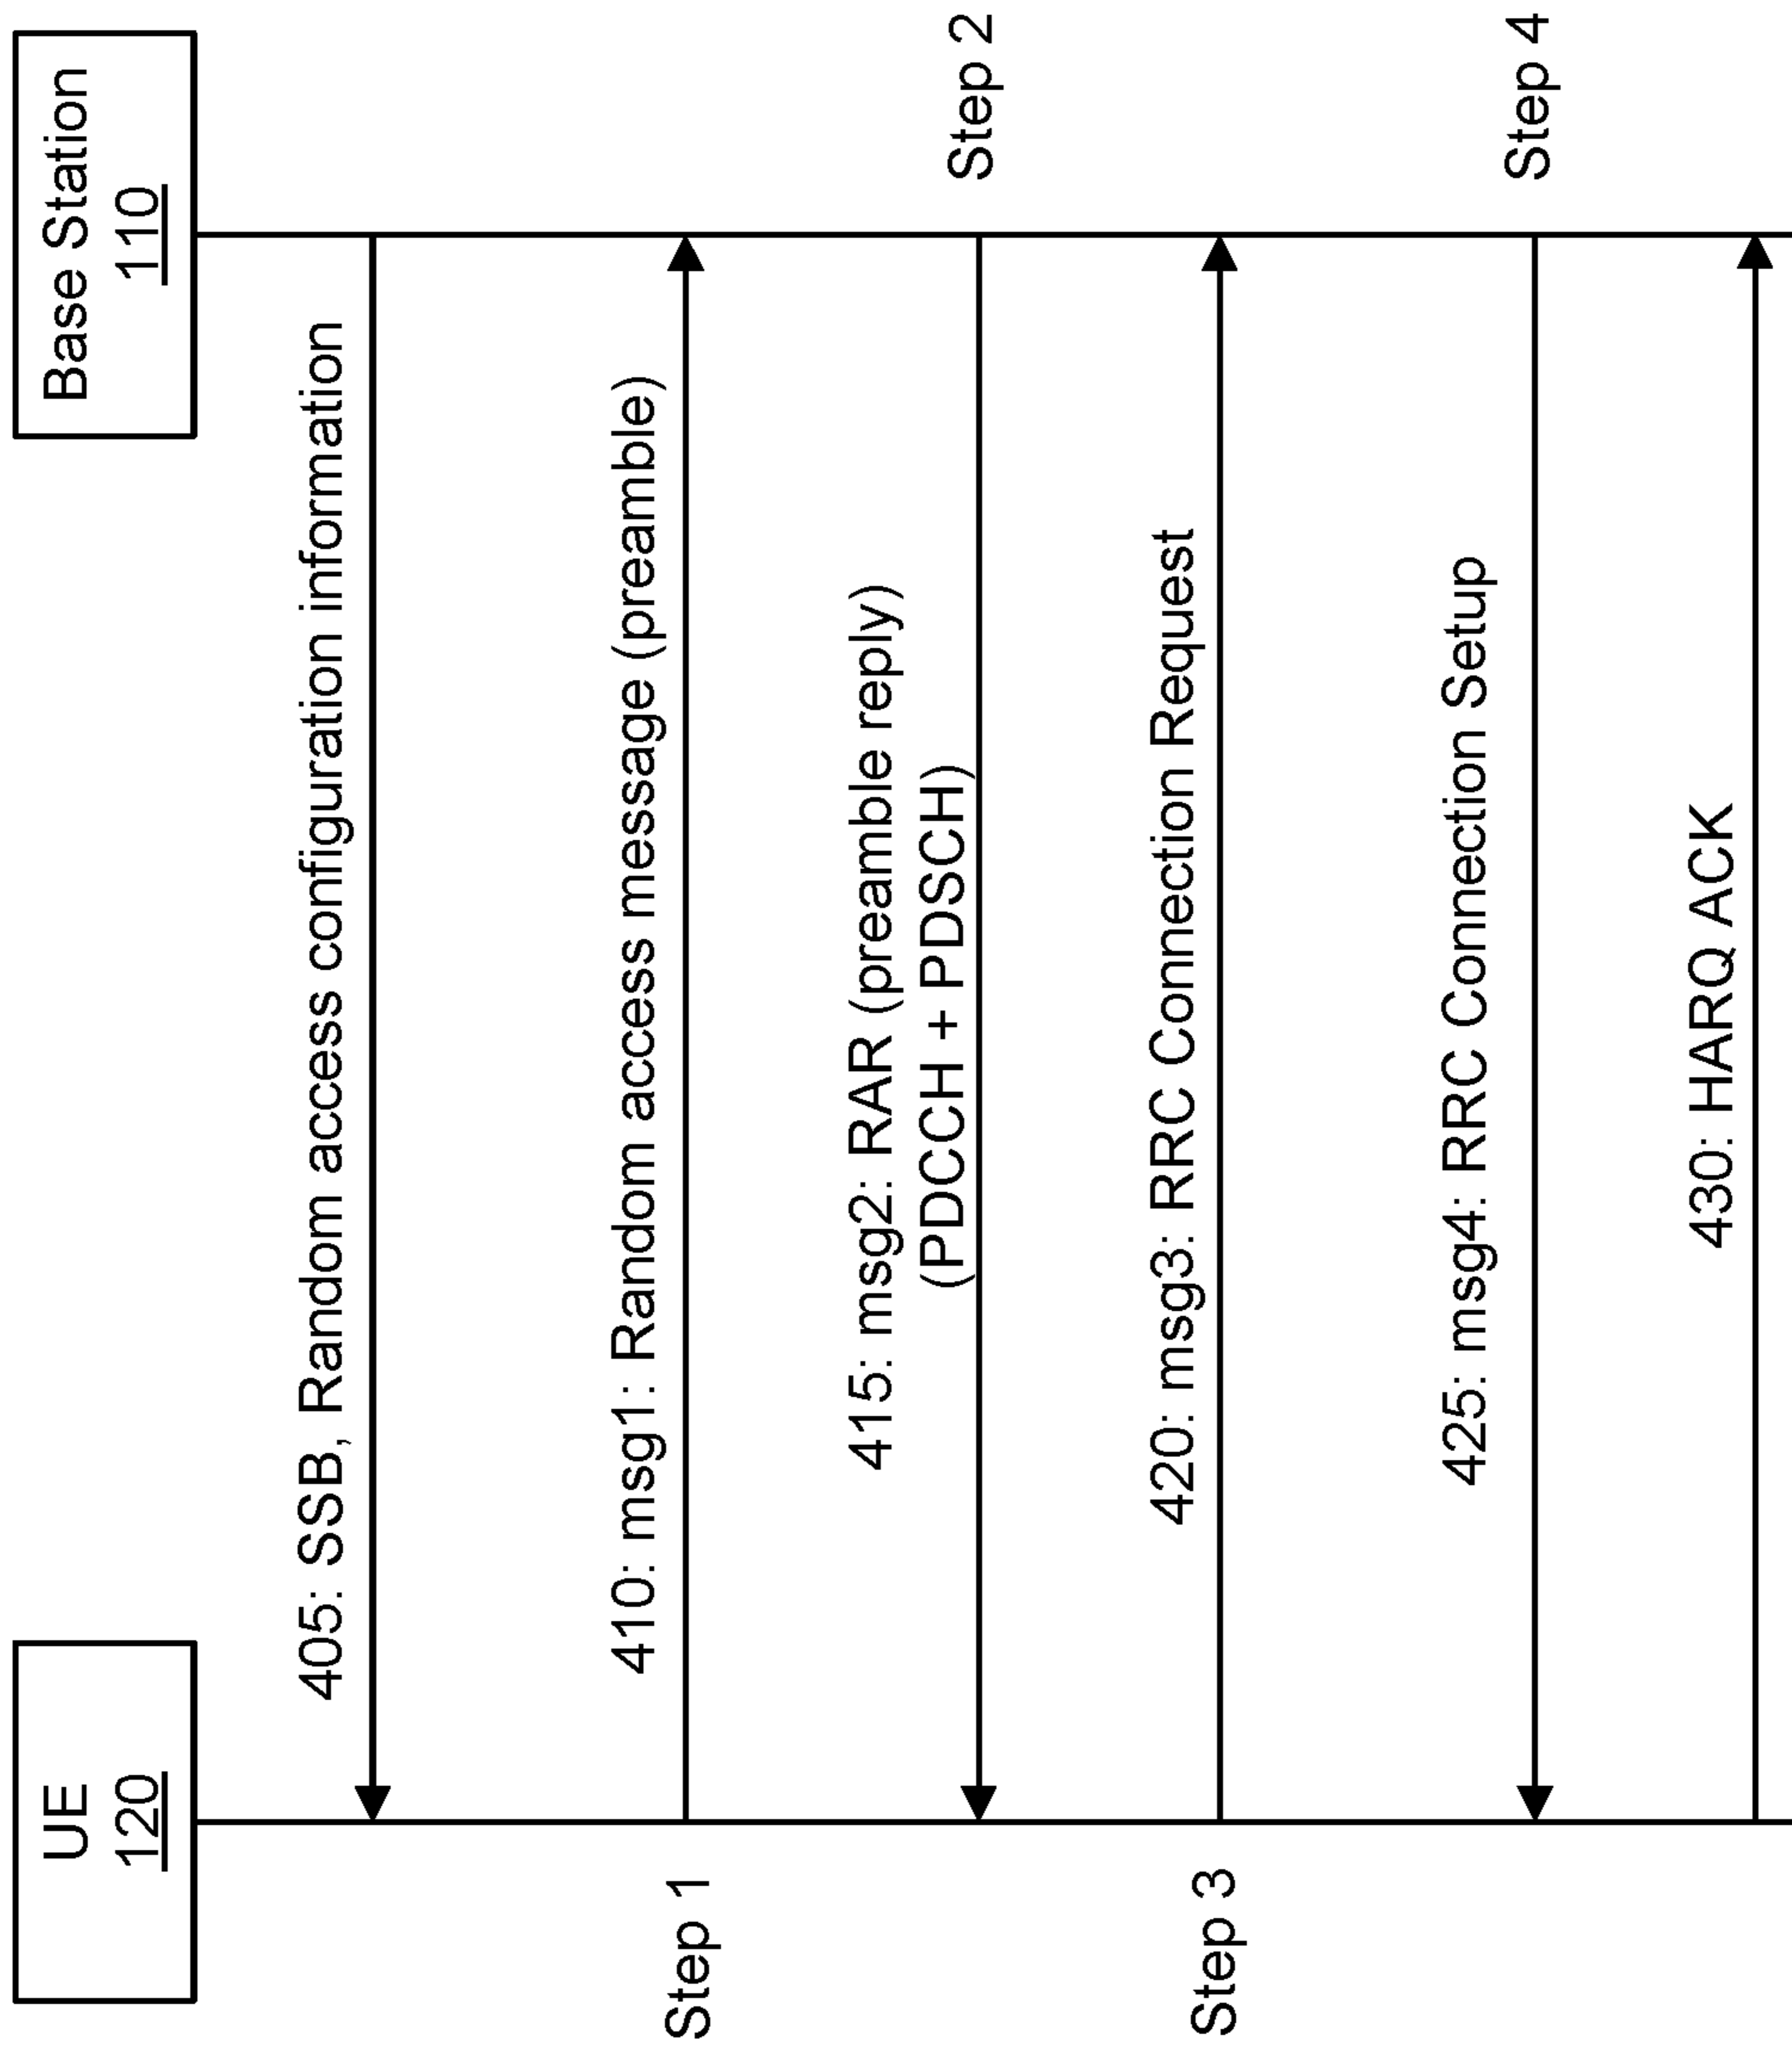 UE
120
Base Station
110
405: SSB, Random access configuration information
410: msg1: Random access message (preamble)
Step 1
415: msg2: RAR (preamble reply)
(PDCCH + PDSCH)
Step 2
420: msg3: RRC Connection Request
Step 3
425: msg4: RRC Connection Setup
Step 4
430: HARQ ACK